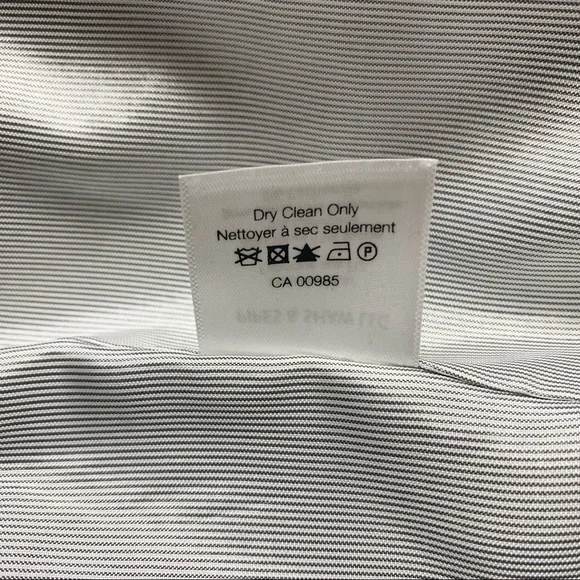 Dry Clean Only
Nettoyer à sec seulement
P
CA 00985